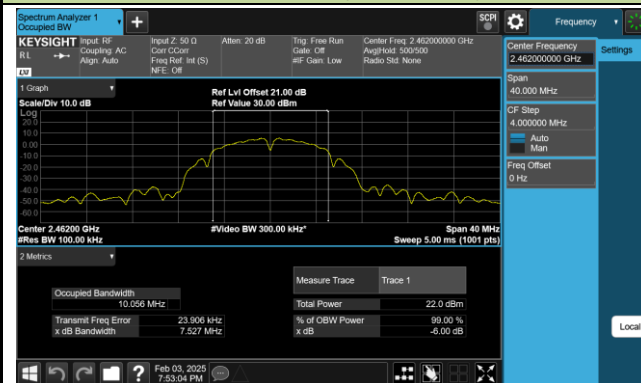 Spectrum Analyzer 1
Occupied BW
SCPI
Frequency
KEYSIGHT
RL
LXI
Input: RF
Coupling: AC
Align: Auto
Input Z: 50 Ω
Corr CCorr
Freq Ref: Int (S)
NFE: Off
Atten: 20 dB
Trig: Free Run
Gate: Off
#IF Gain: Low
Center Freq: 2.462000000 GHz
Avg|Hold: 500/500
Radio Std: None
Center Frequency
2.462000000 GHz
Settings
Span
40.000 MHz
CF Step
4.000000 MHz
Auto
Man
Freq Offset
0 Hz
Local
1 Graph
Scale/Div 10.0 dB
Ref Lvl Offset 21.00 dB
Ref Value 30.00 dBm
Log
20.0
10.0
0.00
-10.0
-20.0
-30.0
-40.0
-50.0
-60.0
Center 2.46200 GHz
#Video BW 300.00 kHz*
Span 40 MHz
#Res BW 100.00 kHz
Sweep 5.00 ms (1001 pts)
2 Metrics
Measure Trace
Trace 1
Occupied Bandwidth
10.056 MHz
Total Power
22.0 dBm
Transmit Freq Error
23.906 kHz
% of OBW Power
99.00 %
x dB Bandwidth
7.527 MHz
x dB
-6.00 dB
?
Feb 03, 2025
7:53:04 PM